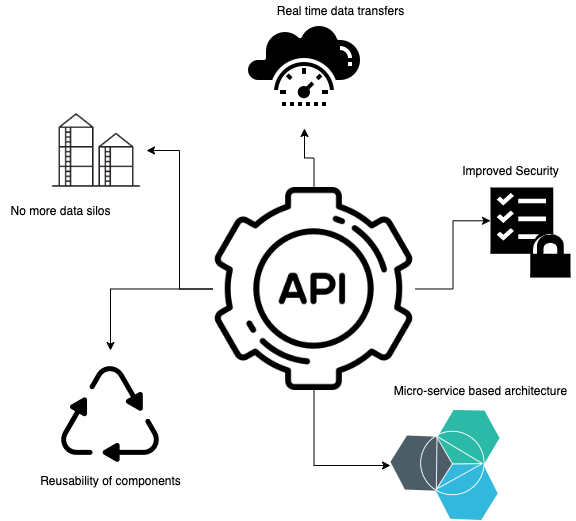 Real time data transfers
No more data silos
Improved Security
API
Micro-service based architecture
Reusability of components